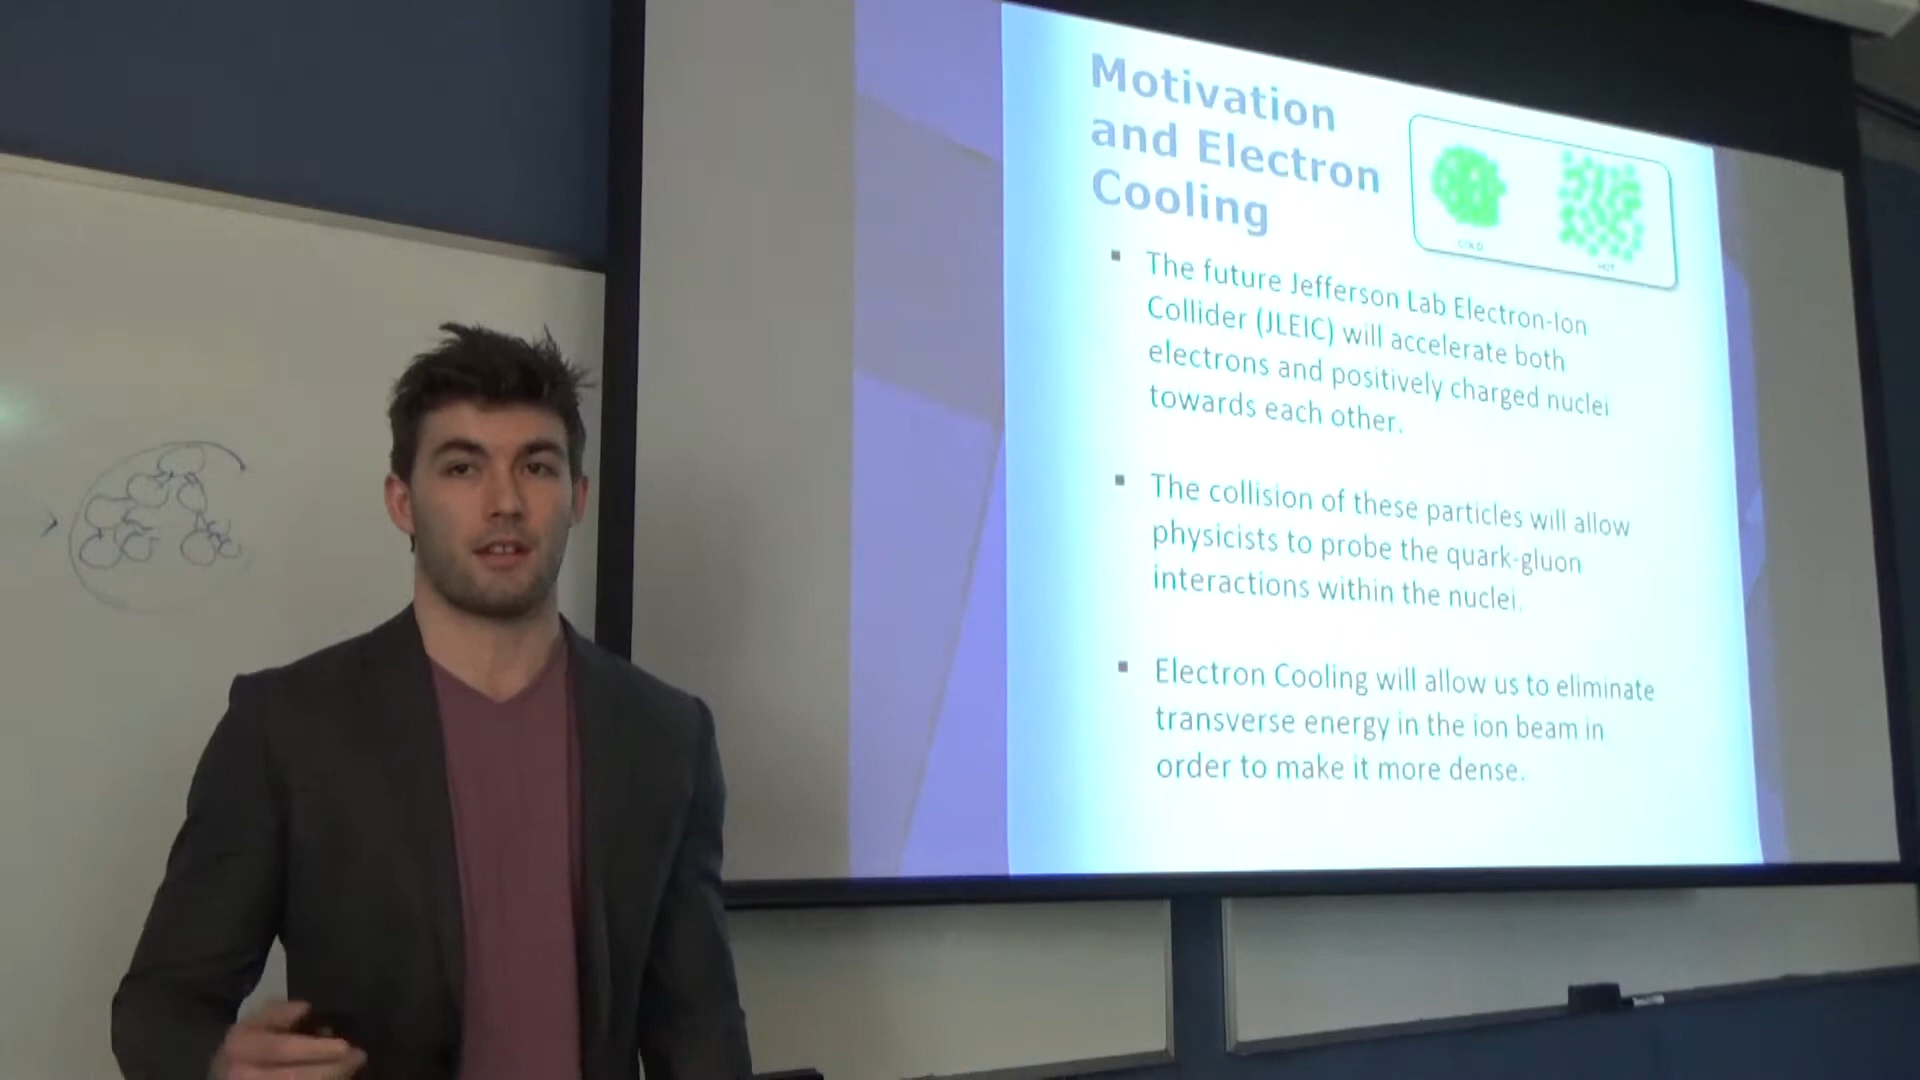 Motivation
and Electron
Cooling
COLD
HOT
▪ The future Jefferson Lab Electron-Ion
Collider (JLEIC) will accelerate both
electrons and positively charged nuclei
towards each other.
▪ The collision of these particles will allow
physicists to probe the quark-gluon
interactions within the nuclei.
▪ Electron Cooling will allow us to eliminate
transverse energy in the ion beam in
order to make it more dense.